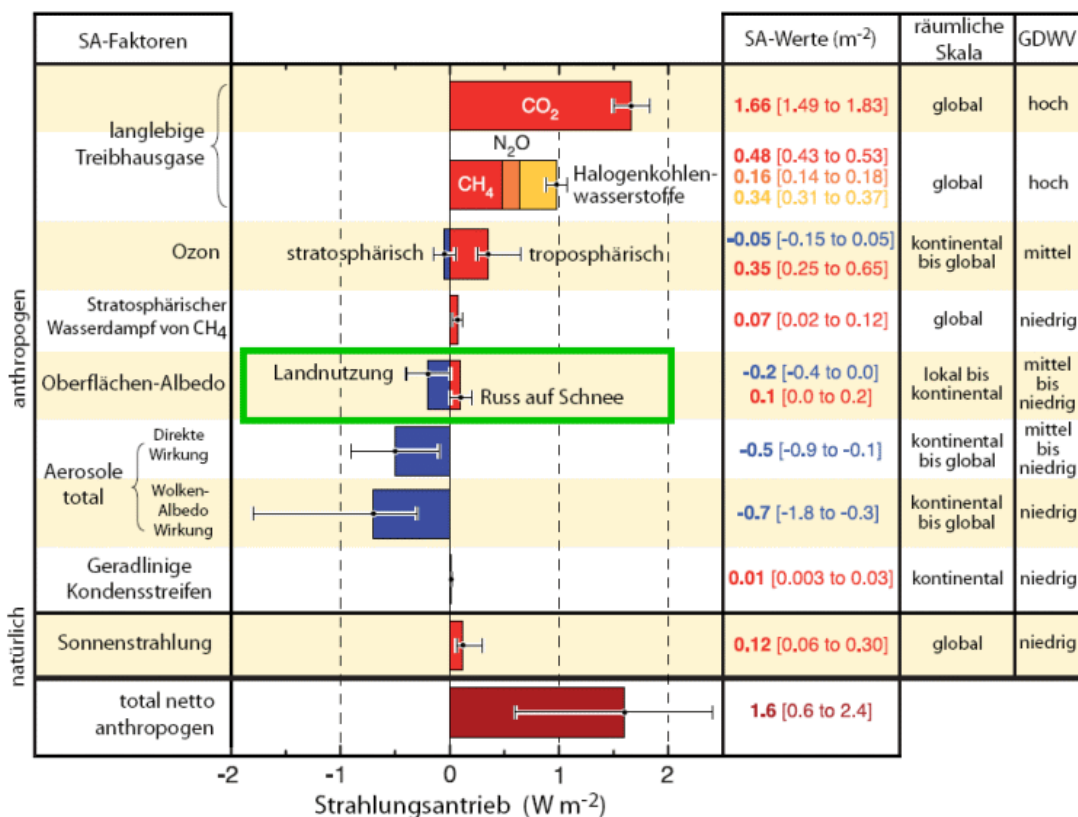 SA-Faktoren
SA-Werte (m⁻²)
räumliche
Skala
GDWV
anthropogen
langlebige
Treibhausgase
CO₂
1.66 [1.49 to 1.83]
global
hoch
N₂O
CH₄
Halogenkohlen-
wasserstoffe
0.48 [0.43 to 0.53]
0.16 [0.14 to 0.18]
0.34 [0.31 to 0.37]
global
hoch
Ozon
stratosphärisch
troposphärisch
-0.05 [-0.15 to 0.05]
0.35 [0.25 to 0.65]
kontinental
bis global
mittel
Stratosphärischer
Wasserdampf von CH₄
0.07 [0.02 to 0.12]
global
niedrig
Oberflächen-Albedo
Landnutzung
Russ auf Schnee
-0.2 [-0.4 to 0.0]
0.1 [0.0 to 0.2]
lokal bis
kontinental
mittel
bis
niedrig
Aerosole
total
Direkte
Wirkung
-0.5 [-0.9 to -0.1]
kontinental
bis global
mittel
bis
niedrig
Wolken-
Albedo
Wirkung
-0.7 [-1.8 to -0.3]
kontinental
bis global
niedrig
Geradlinige
Kondensstreifen
0.01 [0.003 to 0.03]
kontinental
niedrig
natürlich
Sonnenstrahlung
0.12 [0.06 to 0.30]
global
niedrig
total netto
anthropogen
1.6 [0.6 to 2.4]
-2 -1 0 1 2
Strahlungsantrieb (W m⁻²)